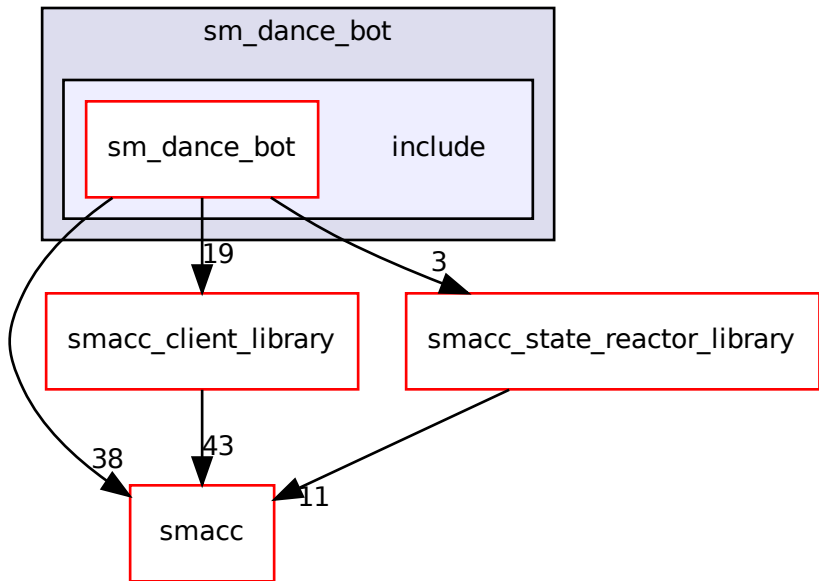 sm_dance_bot
sm_dance_bot
include
19
3
smacc_client_library
smacc_state_reactor_library
38
43
11
smacc